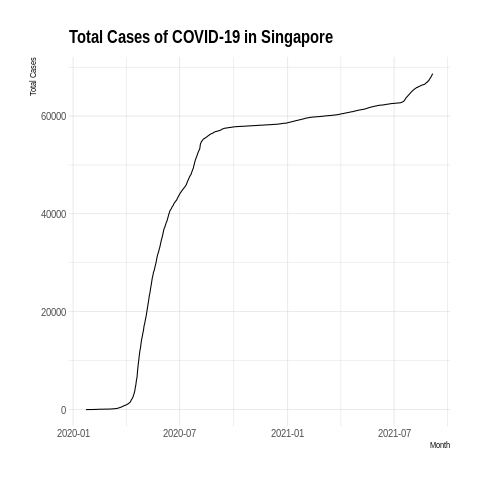 Total Cases of COVID-19 in Singapore
Total Cases
60000
40000
20000
0
2020-01 2020-07 2021-01 2021-07
Month